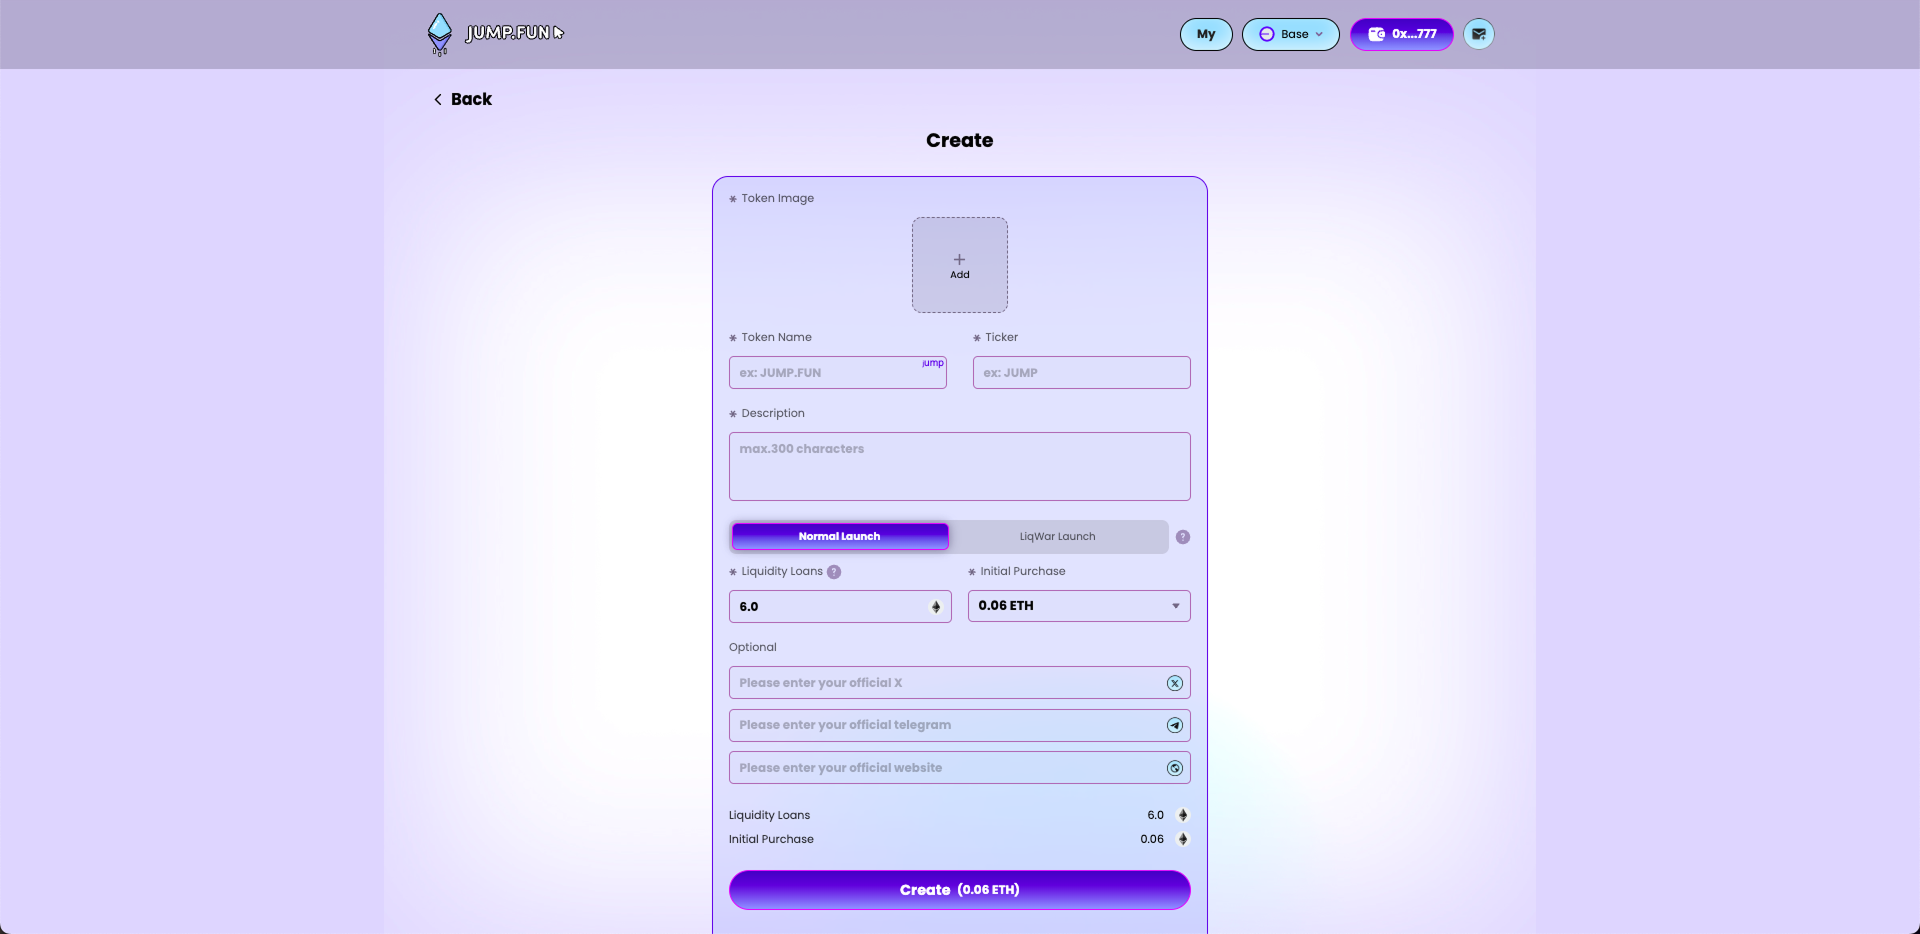 JUMP.FUN
My
Base
0x...777
Back
Create
* Token Image
Add
* Token Name
* Ticker
ex: JUMP.FUN
jump
ex: JUMP
* Description
max.300 characters
Normal Launch
LiqWar Launch
?
* Liquidity Loans ?
* Initial Purchase
6.0
0.06 ETH
Optional
Please enter your official X
Please enter your official telegram
Please enter your official website
Liquidity Loans
6.0
Initial Purchase
0.06
Create (0.06 ETH)